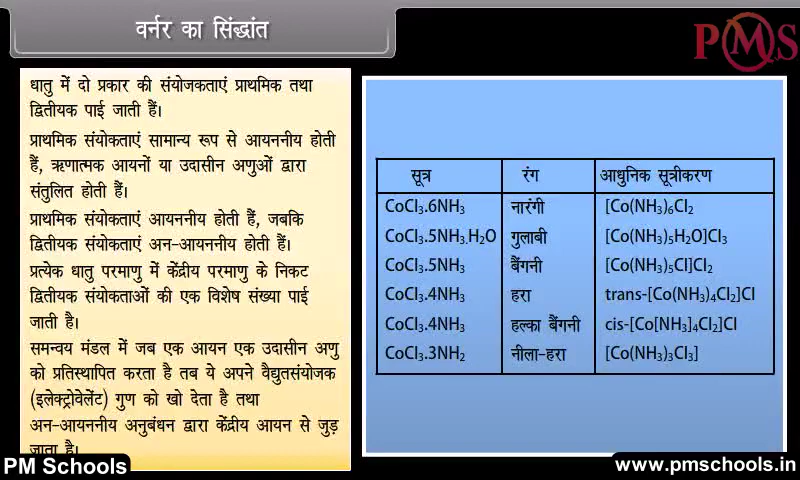 वर्नर का सिंद्धांत
PMS
धातु में दो प्रकार की संयोजकताएं प्राथमिक तथा
द्वितीयक पाई जाती हैं।
प्राथमिक संयोकताएं सामान्य रूप से आयननीय होती
हैं, ऋणात्मक आयनों या उदासीन अणुओं द्वारा
संतुलित होती हैं।
प्राथमिक संयोकताएं आयननीय होती हैं, जबकि
द्वितीयक संयोकताएं अन-आयननीय होती हैं।
प्रत्येक धातु परमाणु में केंद्रीय परमाणु के निकट
द्वितीयक संयोकताओं की एक विशेष संख्या पाई
जाती है।
समन्वय मंडल में जब एक आयन एक उदासीन अणु
को प्रतिस्थापित करता है तब ये अपने वैद्युतसंयोजक
(इलेक्ट्रोवेलेंट) गुण को खो देता है तथा
अन-आयननीय अनुबंधन द्वारा केंद्रीय आयन से जुड़
जाता है।
सूत्र रंग आधुनिक सूत्रीकरण
CoCl₃.6NH₃ नारंगी [Co(NH₃)₆Cl₂
CoCl₃.5NH₃.H₂O गुलाबी [Co(NH₃)₅H₂O]Cl₃
CoCl₃.5NH₃ बैंगनी [Co(NH₃)₅Cl]Cl₂
CoCl₃.4NH₃ हरा trans-[Co(NH₃)₄Cl₂]Cl
CoCl₃.4NH₃ हल्का बैंगनी cis-[Co[NH₃]₄Cl₂]Cl
CoCl₃.3NH₂ नीला-हरा [Co(NH₃)₃Cl₃]
PM Schools
www.pmschools.in